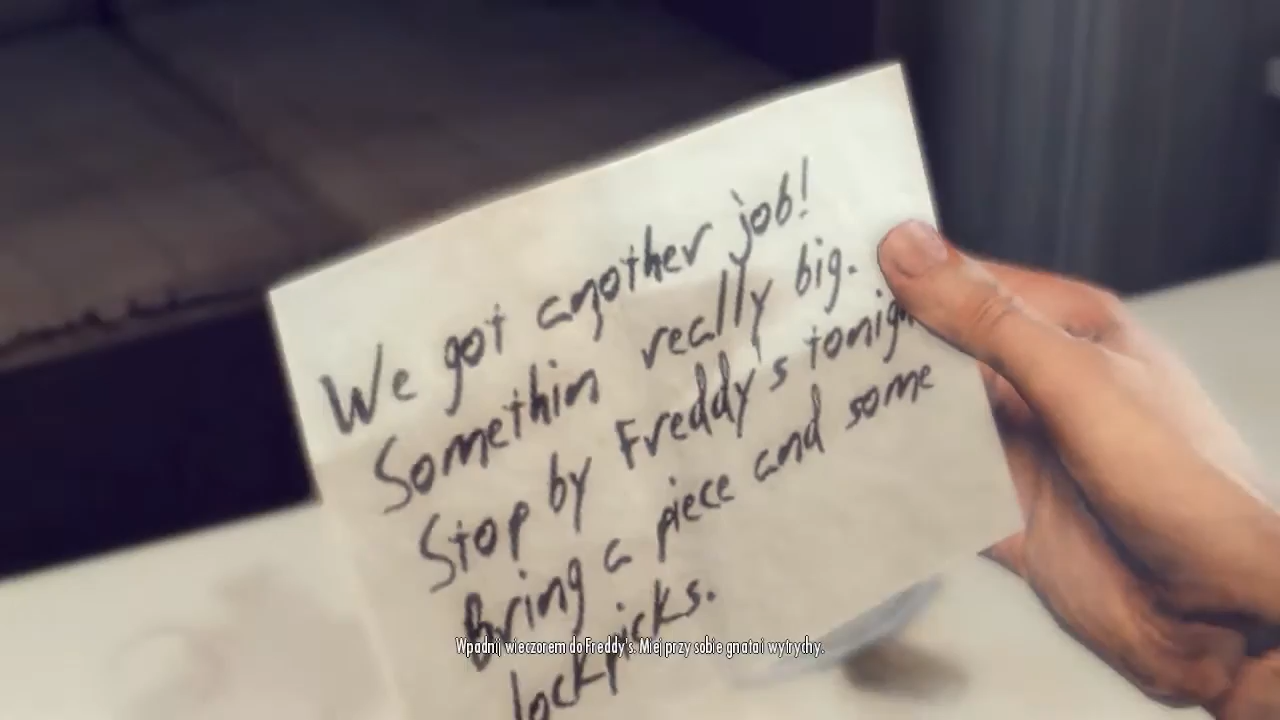 We got another job!
Somethin really big.
Stop by Freddy's tonigh
Bring a piece and some
lockpicks.
Wpadnij wieczorem do Freddy's. Miej przy sobie gnata i wytrychy.